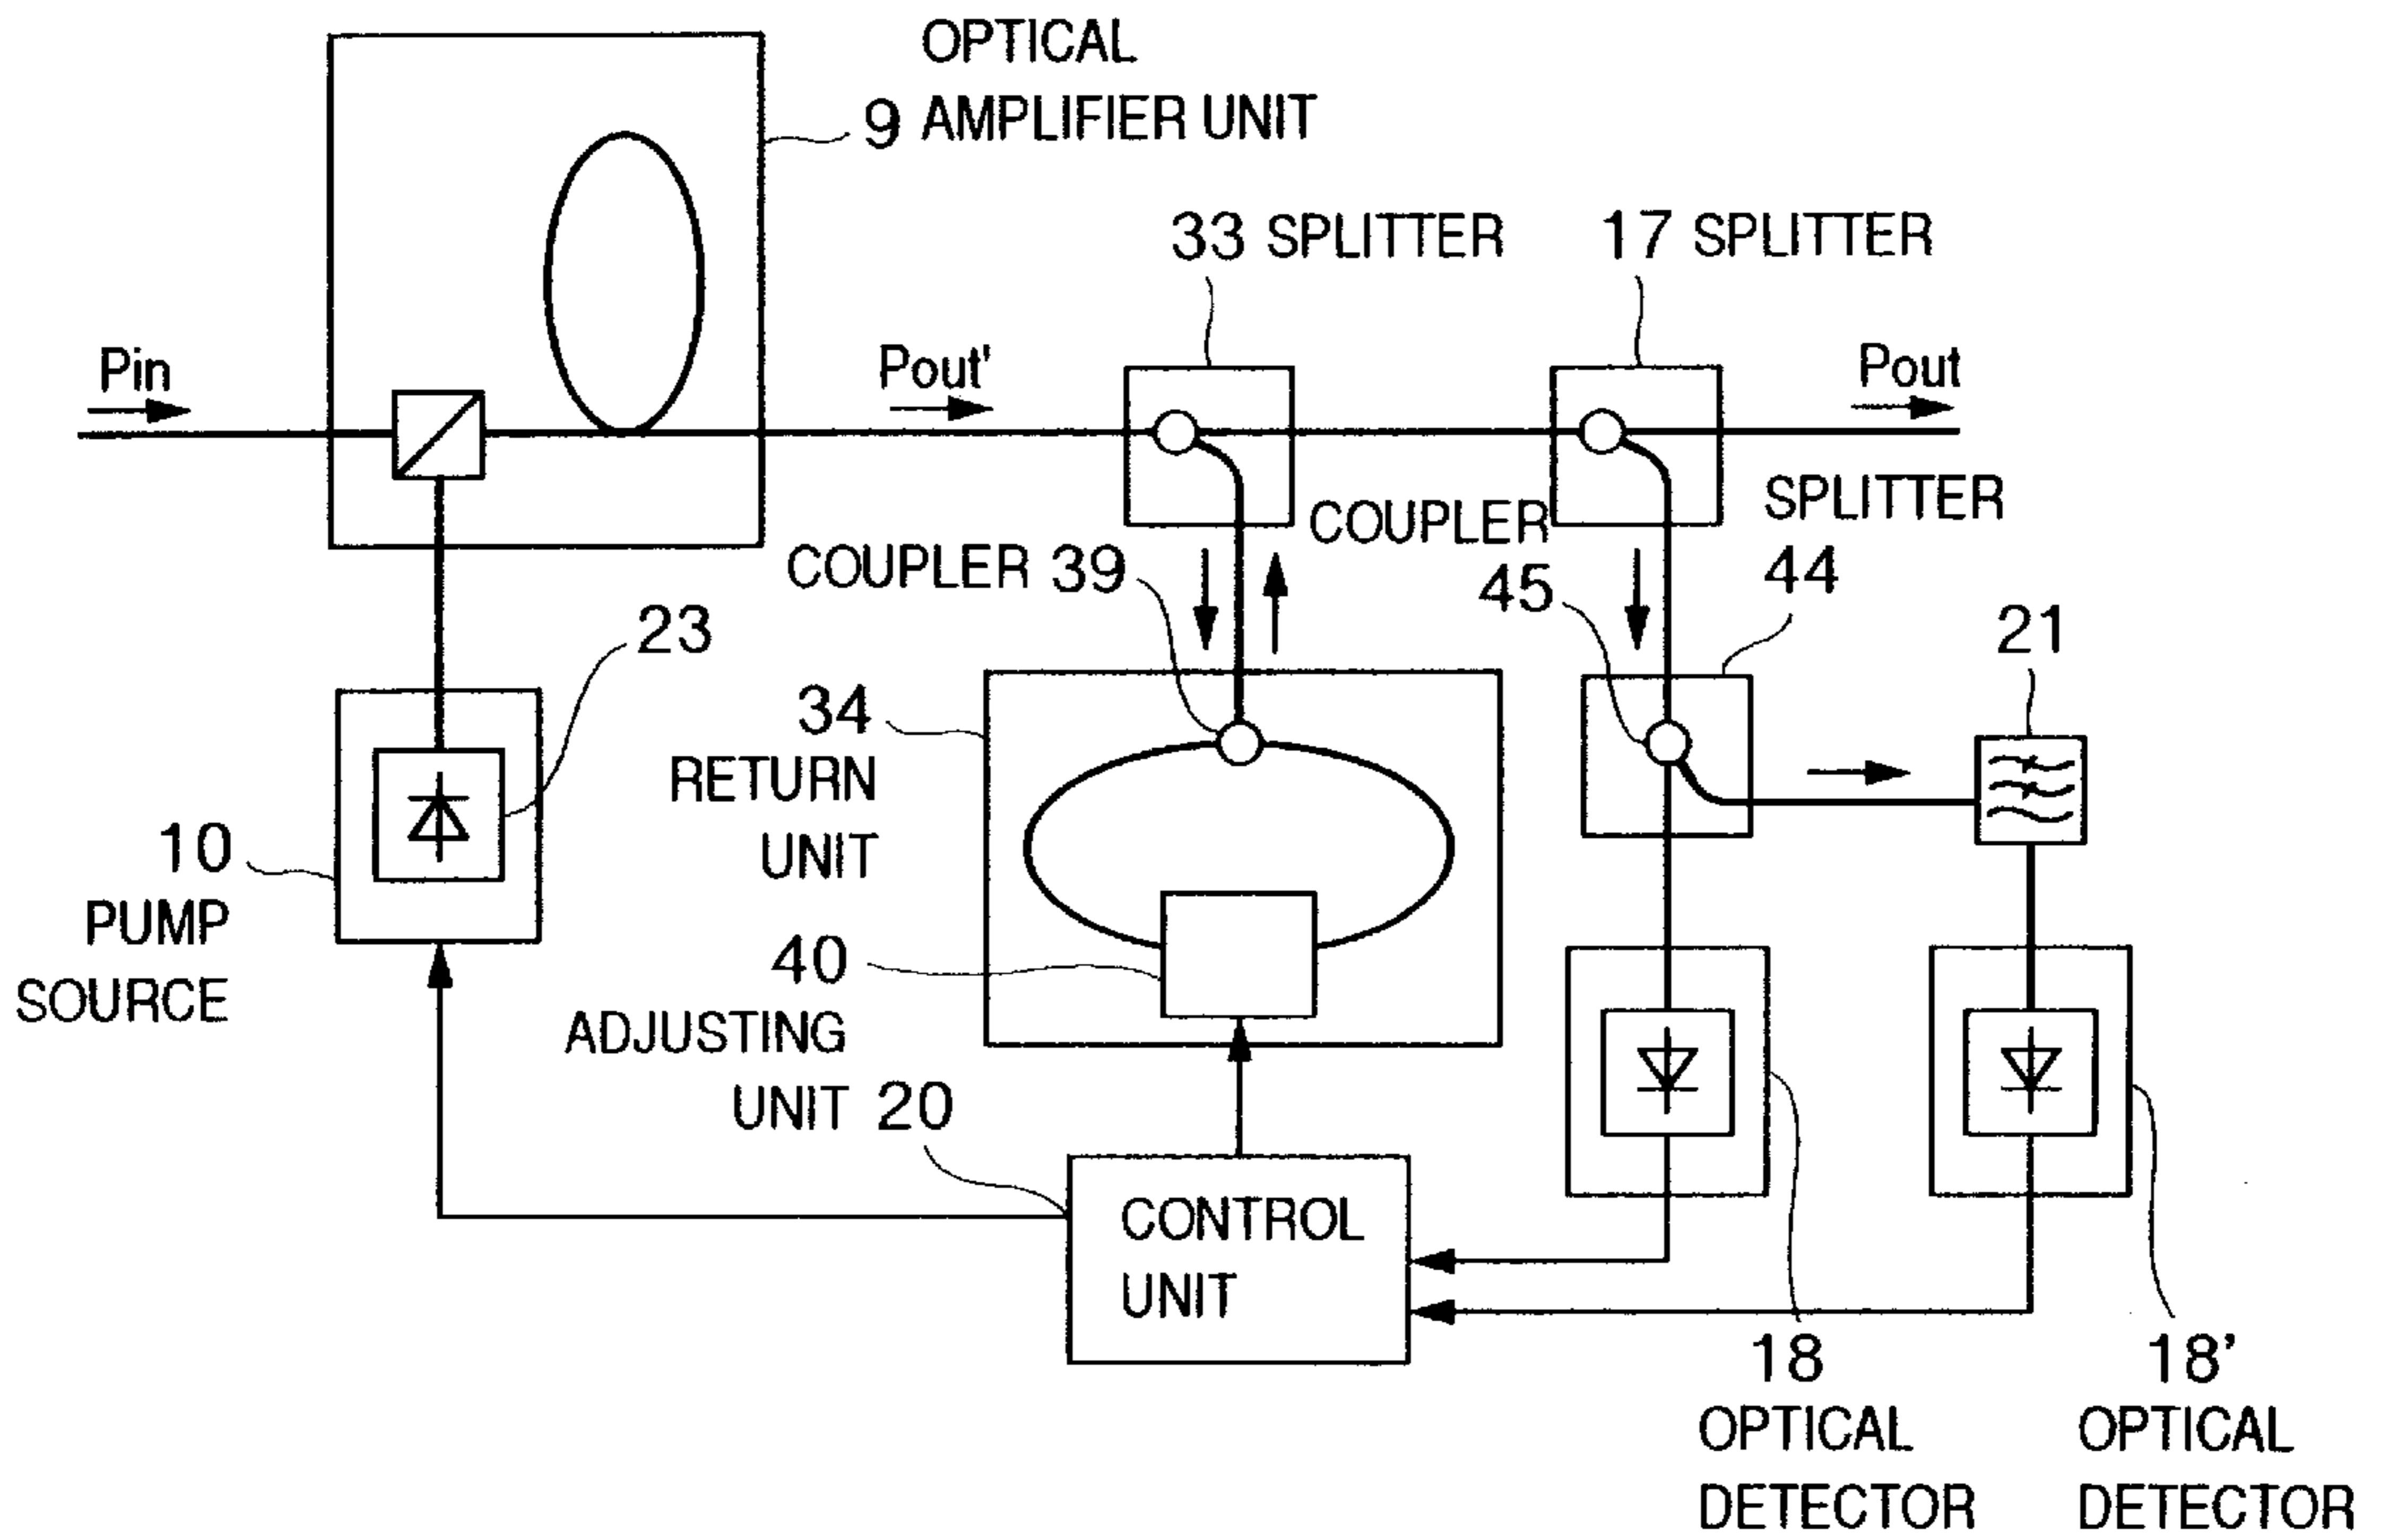 OPTICAL
9 AMPLIFIER UNIT
33 SPLITTER
17 SPLITTER
Pin
Pout'
Pout
SPLITTER
44
COUPLER
45
COUPLER 39
23
21
34
RETURN
UNIT
10
PUMP
SOURCE
40
ADJUSTING
UNIT
20
CONTROL
UNIT
18
OPTICAL
DETECTOR
18’
OPTICAL
DETECTOR